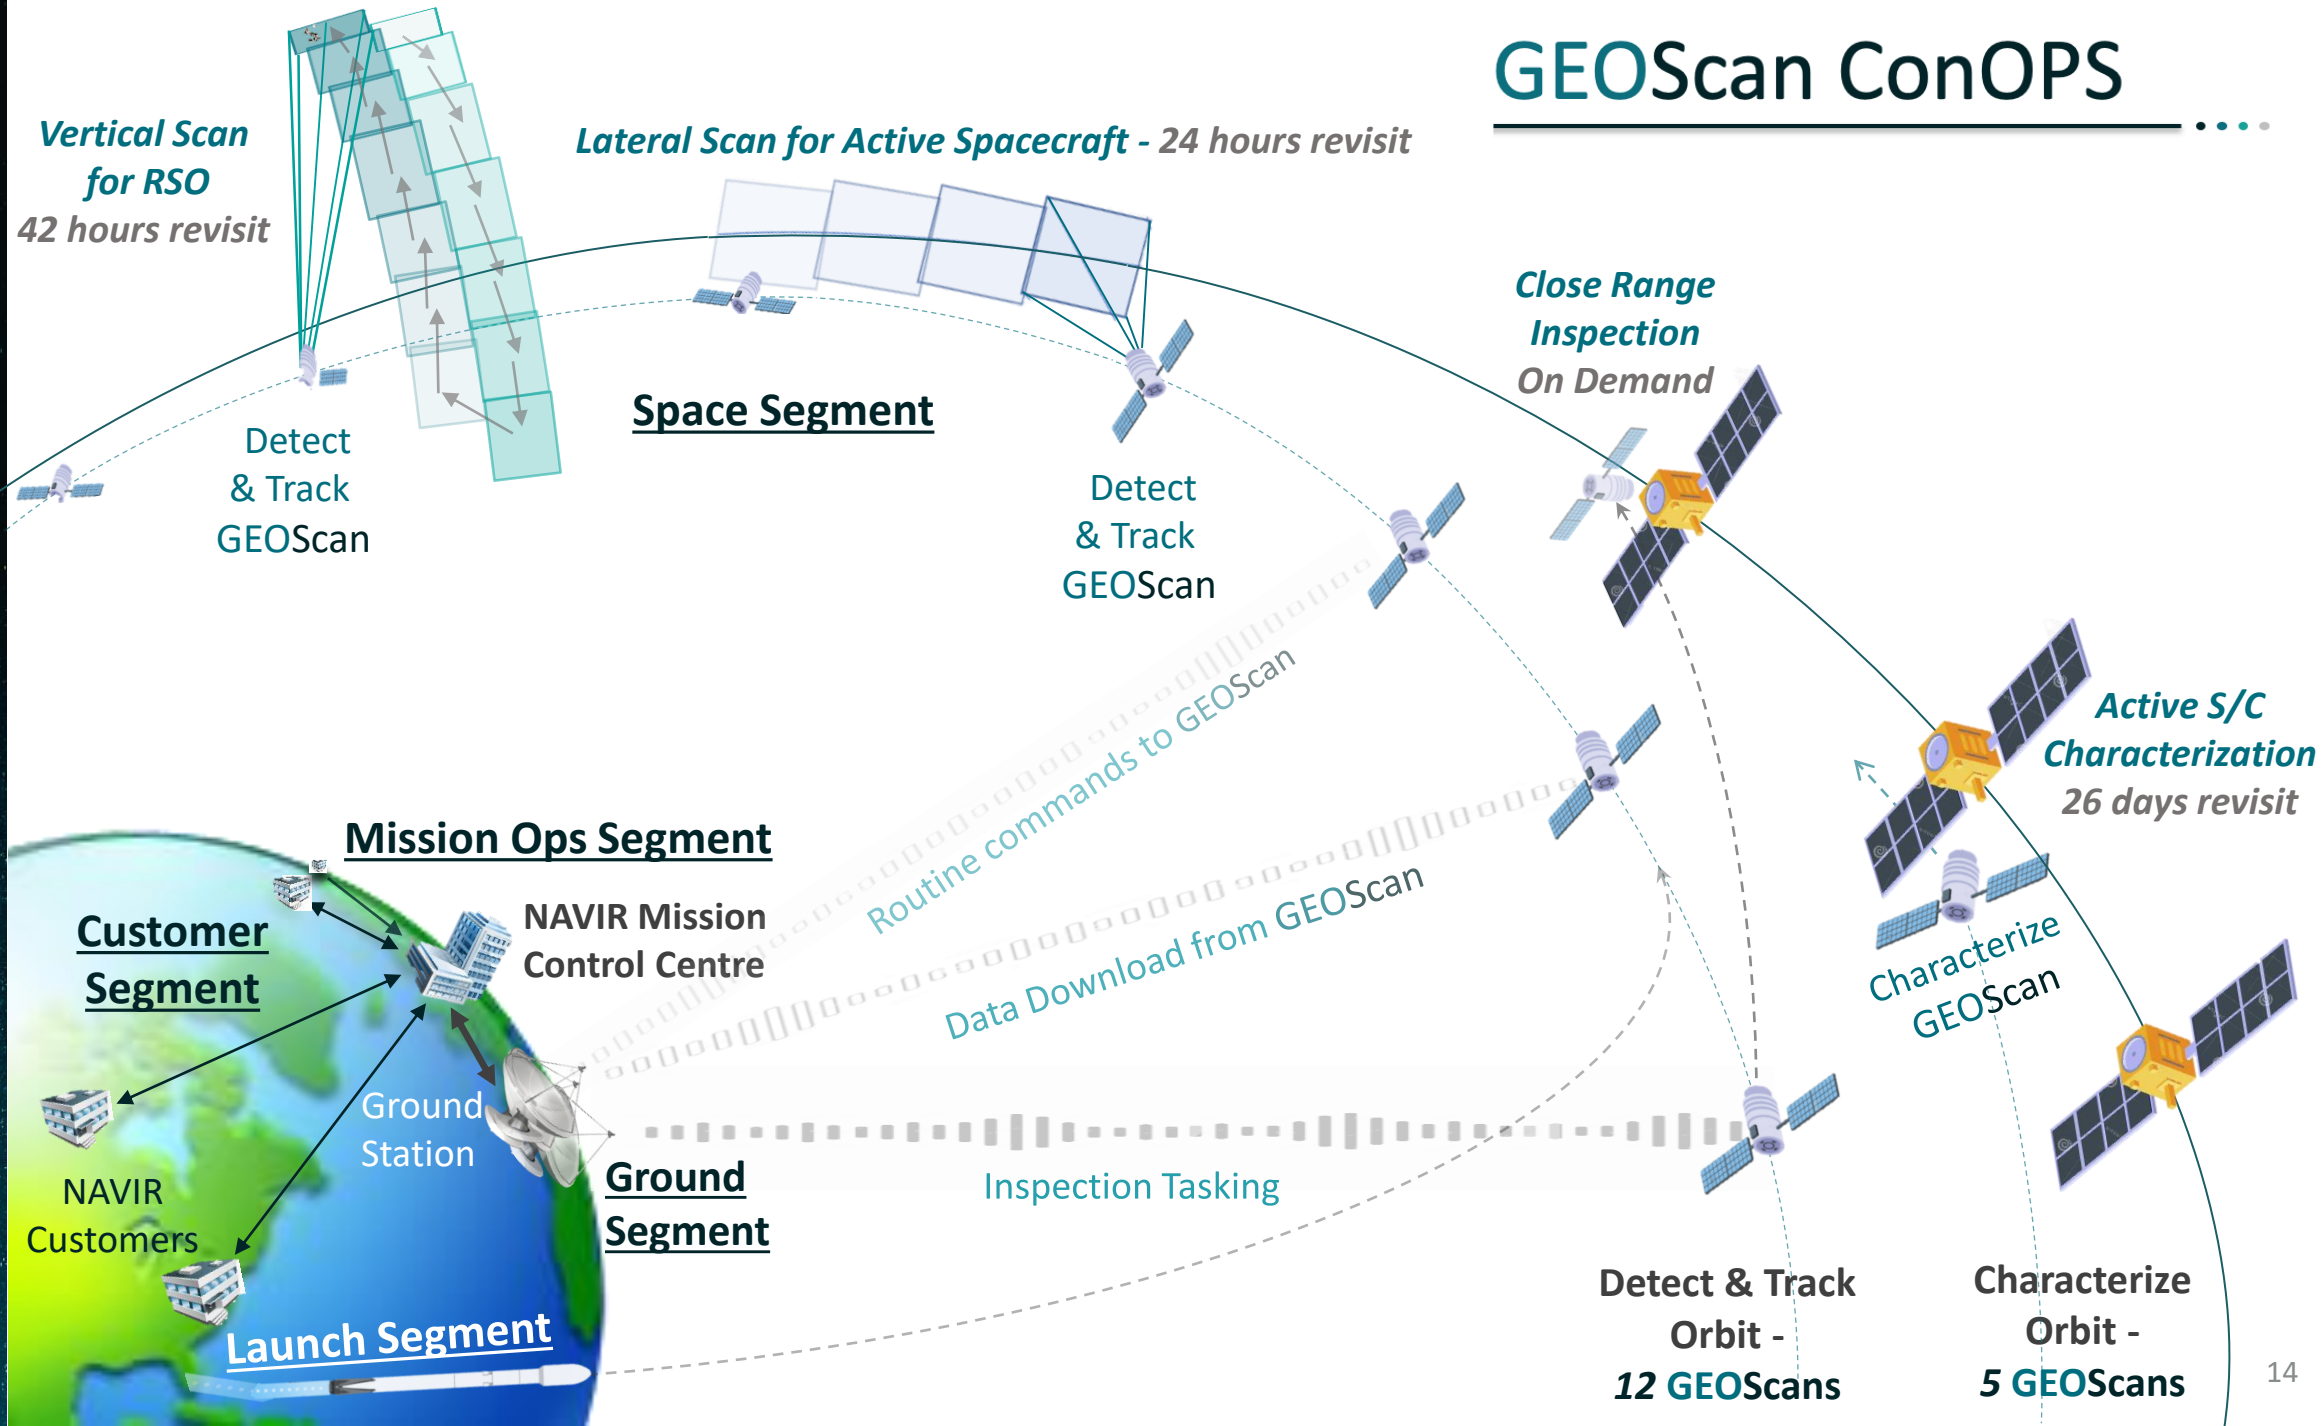 GEOScan ConOPS
Vertical Scan
for RSO
42 hours revisit
Lateral Scan for Active Spacecraft - 24 hours revisit
Close Range
Inspection
On Demand
Space Segment
Detect
& Track
GEOScan
Detect
& Track
GEOScan
Active S/C
Characterization
26 days revisit
Routine commands to GEOScan
Data Download from GEOScan
Characterize
GEOScan
Mission Ops Segment
NAVIR Mission
Control Centre
Customer
Segment
Ground
Station
NAVIR
Customers
Ground
Segment
Inspection Tasking
Launch Segment
Detect & Track
Orbit -
12 GEOScans
Characterize
Orbit -
5 GEOScans
14